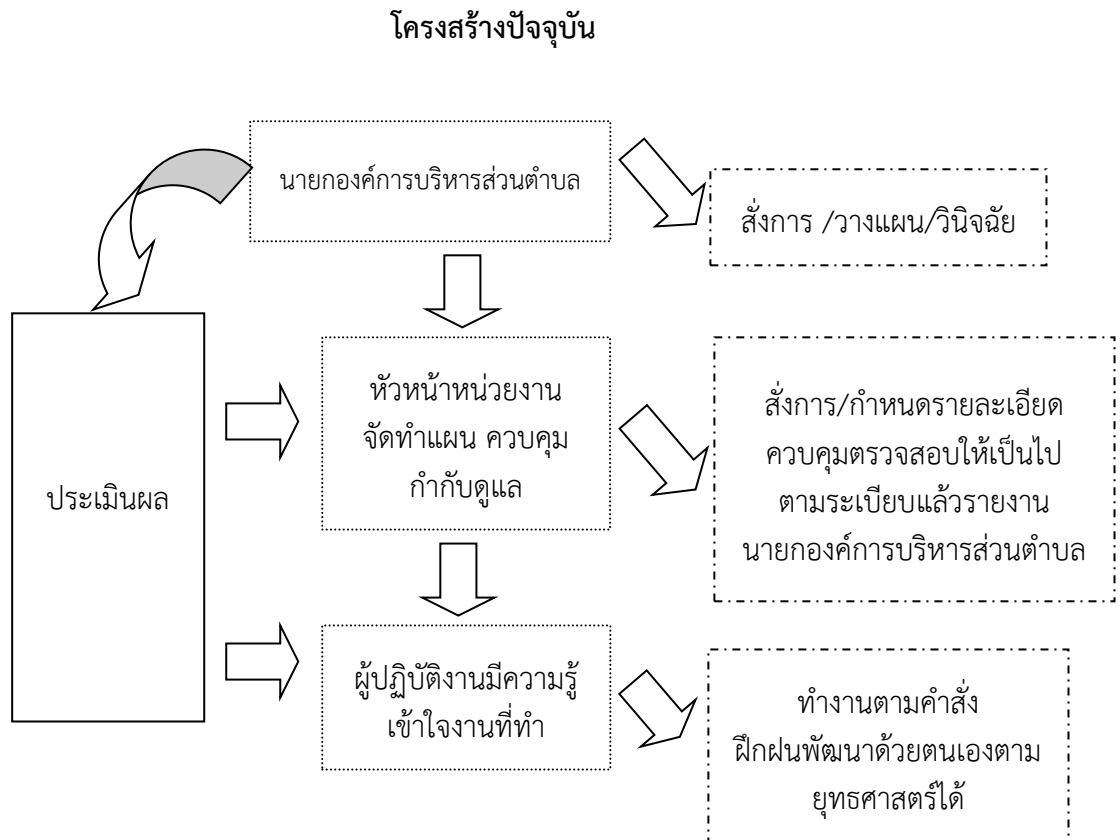 โครงสร้างปัจจุบัน
นายกองค์การบริหารส่วนตำบล
สั่งการ /วางแผน/วินิจฉัย
หัวหน้าหน่วยงาน
จัดทำแผน ควบคุม
กำกับดูแล
สั่งการ/กำหนดรายละเอียด
ควบคุมตรวจสอบให้เป็นไป
ตามระเบียบแล้วรายงาน
นายกองค์การบริหารส่วนตำบล
ประเมินผล
ผู้ปฏิบัติงานมีความรู้
เข้าใจงานที่ทำ
ทำงานตามคำสั่ง
ฝึกฝนพัฒนาด้วยตนเองตาม
ยุทธศาสตร์ได้